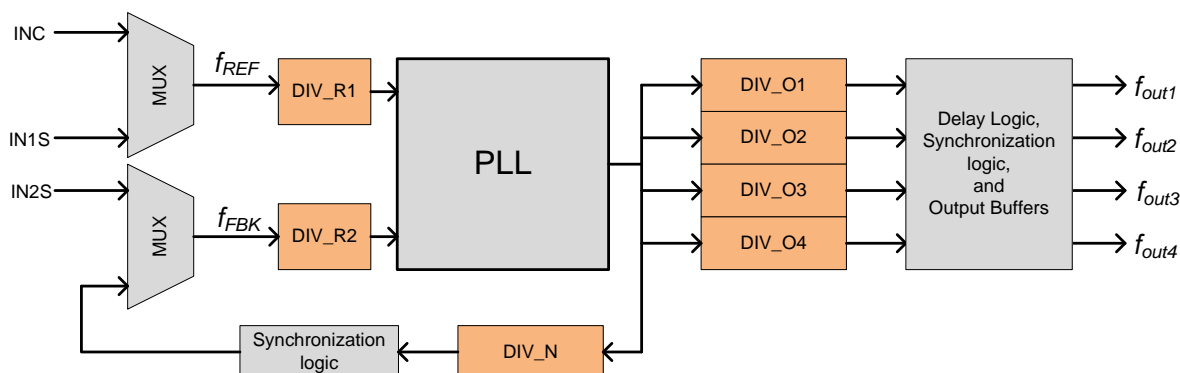 INC
IN1S
MUX
fREF
DIV_R1
IN2S
MUX
fFBK
DIV_R2
PLL
DIV_O1
DIV_O2
DIV_O3
DIV_O4
Delay Logic,
Synchronization
logic,
and
Output Buffers
fout1
fout2
fout3
fout4
Synchronization
logic
DIV_N